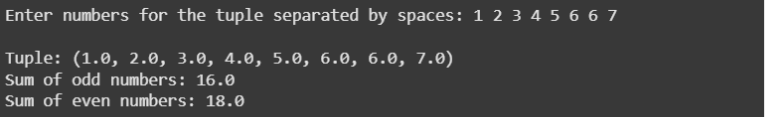 Enter numbers for the tuple separated by spaces: 1 2 3 4 5 6 6 7
Tuple: (1.0, 2.0, 3.0, 4.0, 5.0, 6.0, 6.0, 7.0)
Sum of odd numbers: 16.0
Sum of even numbers: 18.0